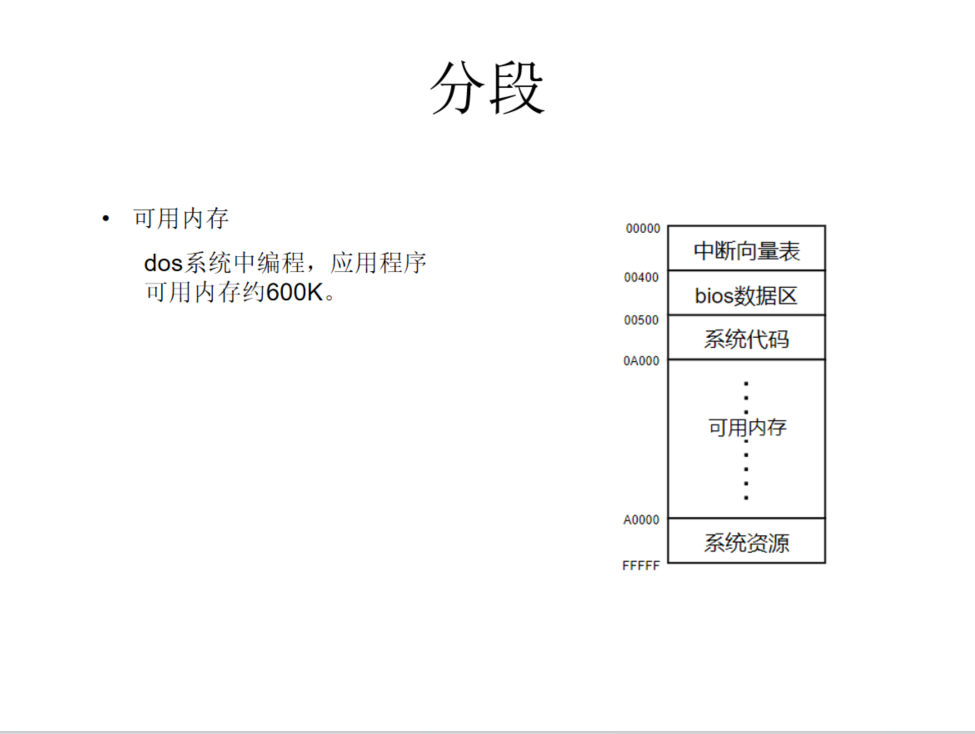 分段
• 可用内存
dos系统中编程，应用程序
可用内存约600K。
00000
中断向量表
00400
bios数据区
00500
系统代码
0A000
可用内存
A0000
系统资源
FFFFF